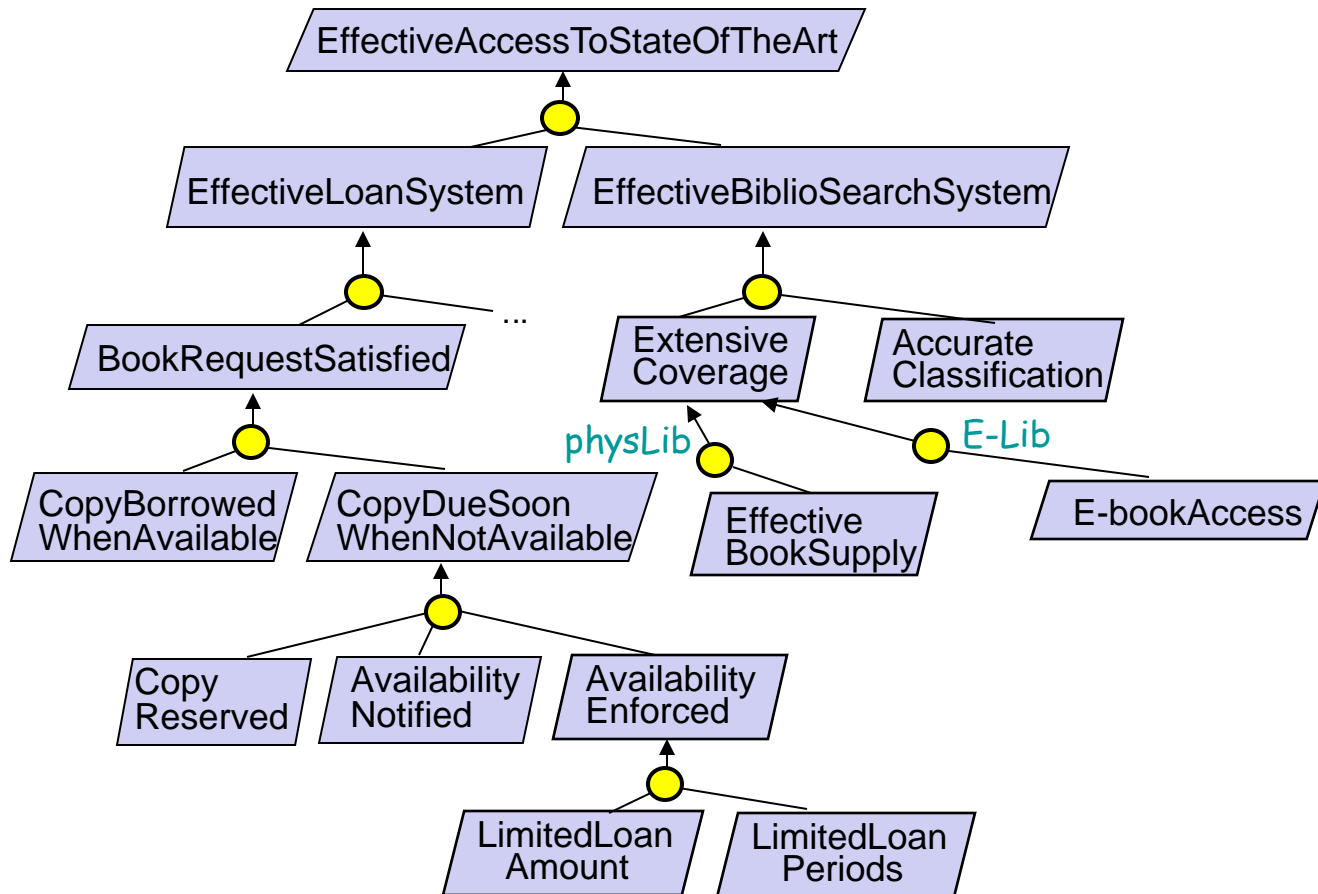 EffectiveAccessToStateOfTheArt
EffectiveLoanSystem
EffectiveBiblioSearchSystem
...
BookRequestSatisfied
Extensive
Coverage
Accurate
Classification
physLib
E-Lib
CopyBorrowed
WhenAvailable
CopyDueSoon
WhenNotAvailable
Effective
BookSupply
E-bookAccess
Copy
Reserved
Availability
Notified
Availability
Enforced
LimitedLoan
Amount
LimitedLoan
Periods